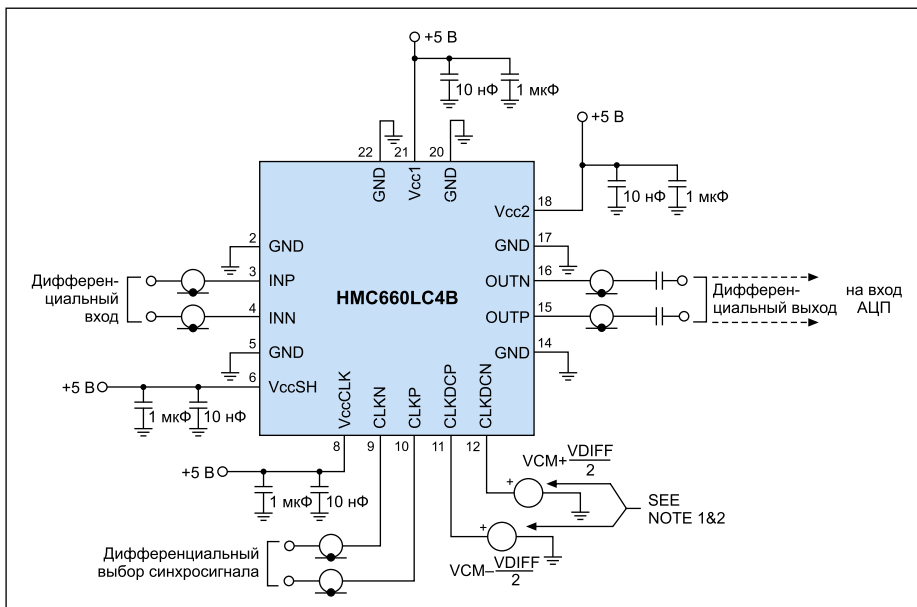 +5 В
10 нФ
1 мкФ
+5 В
22
21
20
GND
Vcc1
GND
10 нФ
1 мкФ
Vcc2
18
2
GND
GND
17
Дифферен-
циальный
вход
3
INP
OUTN
16
HMC660LC4B
4
INN
OUTP
15
Дифферен-
циальный выход
на вход
АЦП
5
GND
GND
14
+5 В
6
VccSH
1 мкФ
10 нФ
VccCLK
CLKN
CLKP
CLKDCP
CLKDCN
8
9
10
11
12
+5 В
1 мкФ
10 нФ
VCM+ VDIFF
2
+
SEE
NOTE 1&2
+
VCM– VDIFF
2
Дифференциальный
выбор синхросигнала